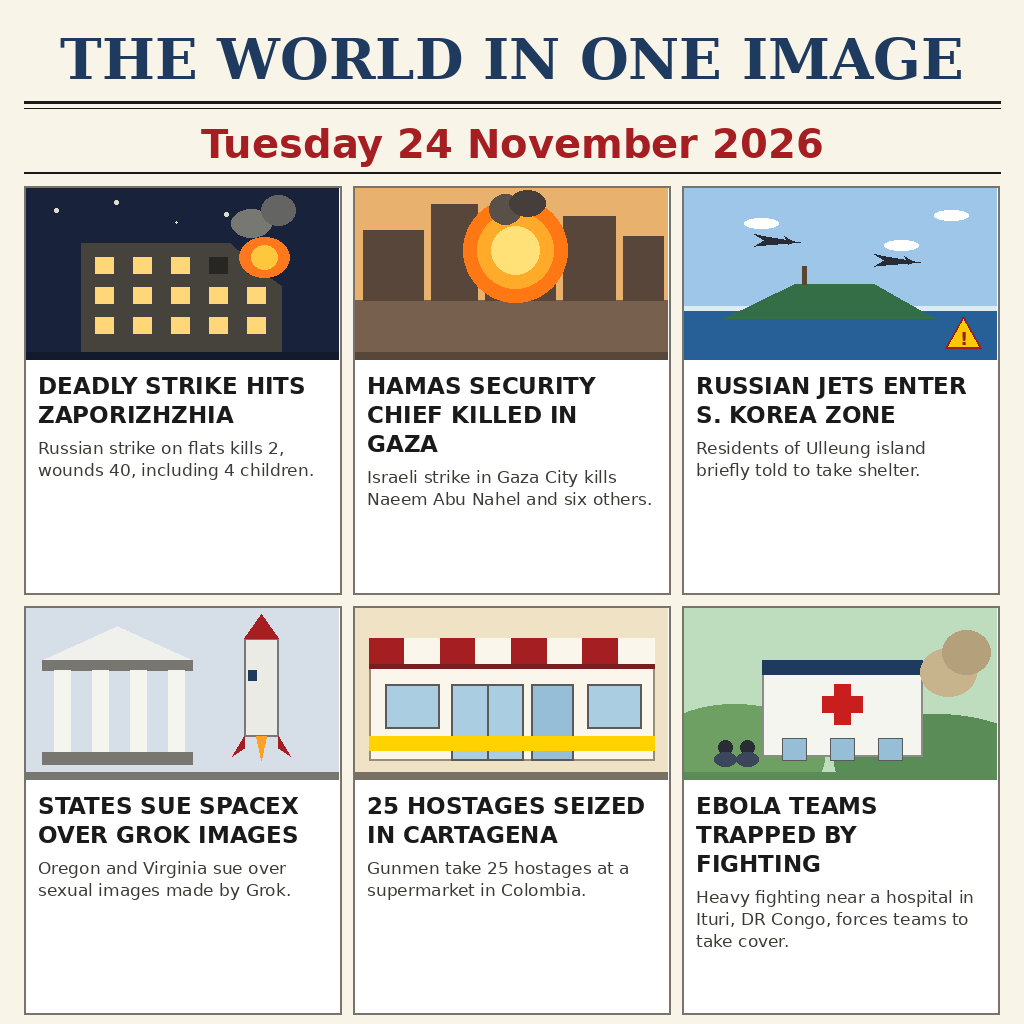 THE WORLD IN ONE IMAGE
Tuesday 24 November 2026
DEADLY STRIKE HITS
ZAPORIZHZHIA
Russian strike on flats kills 2,
wounds 40, including 4 children.
HAMAS SECURITY
CHIEF KILLED IN
GAZA
Israeli strike in Gaza City kills
Naeem Abu Nahel and six others.
!
RUSSIAN JETS ENTER
S. KOREA ZONE
Residents of Ulleung island
briefly told to take shelter.
STATES SUE SPACEX
OVER GROK IMAGES
Oregon and Virginia sue over
sexual images made by Grok.
25 HOSTAGES SEIZED
IN CARTAGENA
Gunmen take 25 hostages at a
supermarket in Colombia.
EBOLA TEAMS
TRAPPED BY
FIGHTING
Heavy fighting near a hospital in
Ituri, DR Congo, forces teams to
take cover.